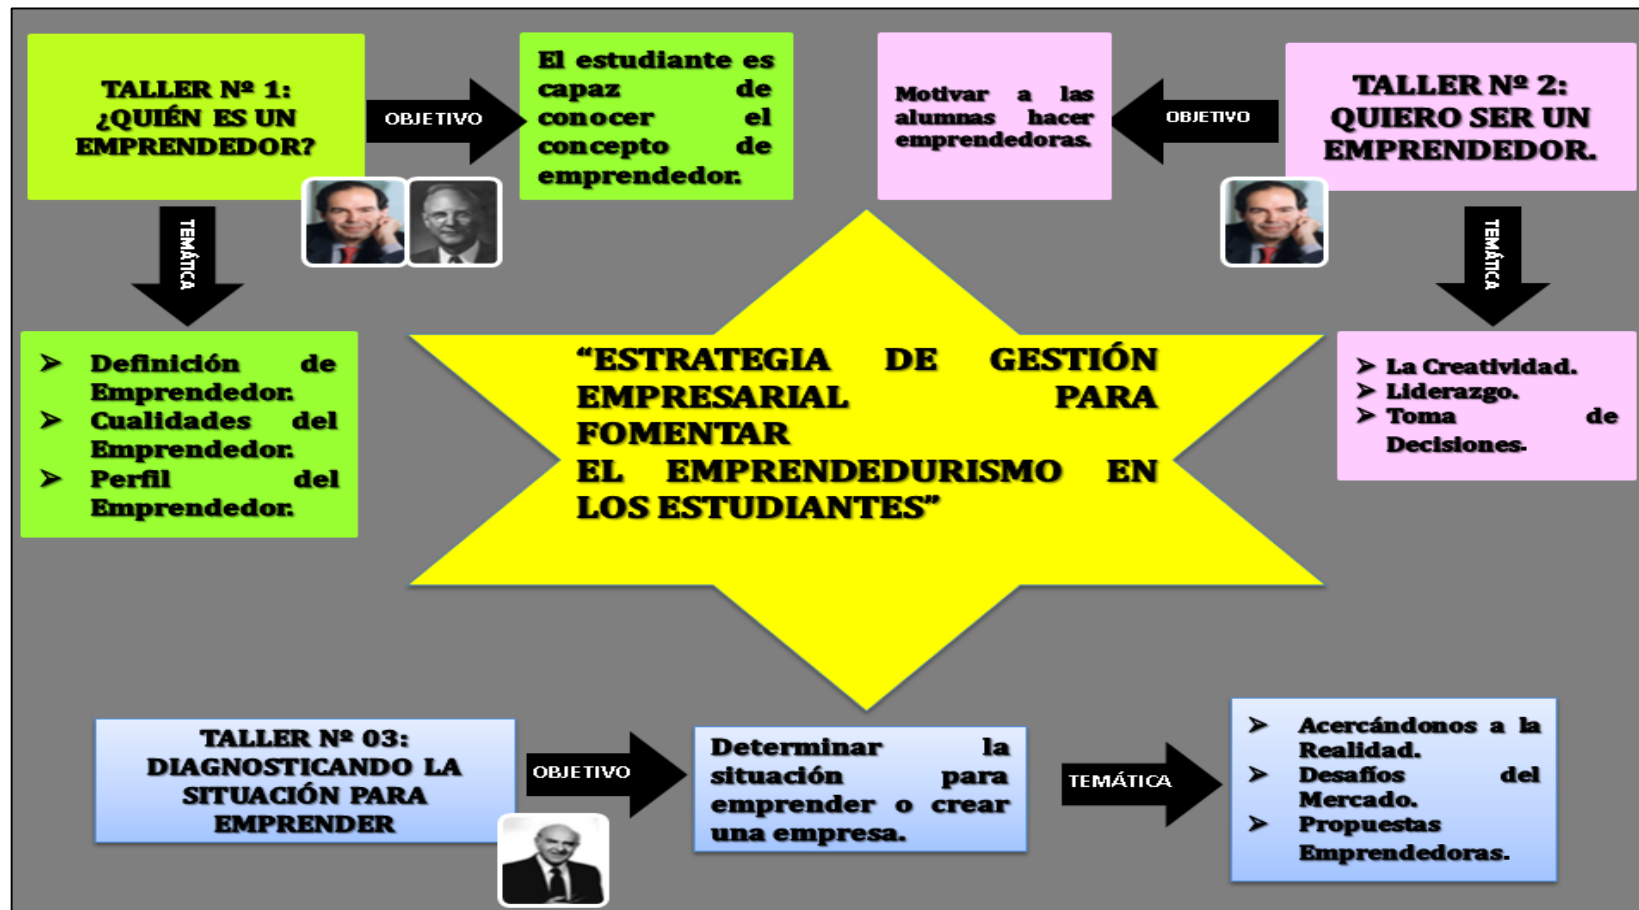 TALLER Nº 1:
¿QUIÉN ES UN
EMPRENDEDOR?
OBJETIVO
El estudiante es
capaz de
conocer el
concepto de
emprendedor.
TEMÁTICA
➢ Definición de
Emprendedor.
➢ Cualidades del
Emprendedor.
➢ Perfil del
Emprendedor.
TALLER Nº 2:
QUIERO SER UN
EMPRENDEDOR.
OBJETIVO
Motivar a las
alumnas hacer
emprendedoras.
TEMÁTICA
➢ La Creatividad.
➢ Liderazgo.
➢ Toma de
Decisiones.
“ESTRATEGIA DE GESTIÓN
EMPRESARIAL PARA
FOMENTAR
EL EMPRENDEDURISMO EN
LOS ESTUDIANTES”
TALLER Nº 03:
DIAGNOSTICANDO LA
SITUACIÓN PARA
EMPRENDER
OBJETIVO
Determinar la
situación para
emprender o crear
una empresa.
TEMÁTICA
➢ Acercándonos a la
Realidad.
➢ Desafíos del
Mercado.
➢ Propuestas
Emprendedoras.